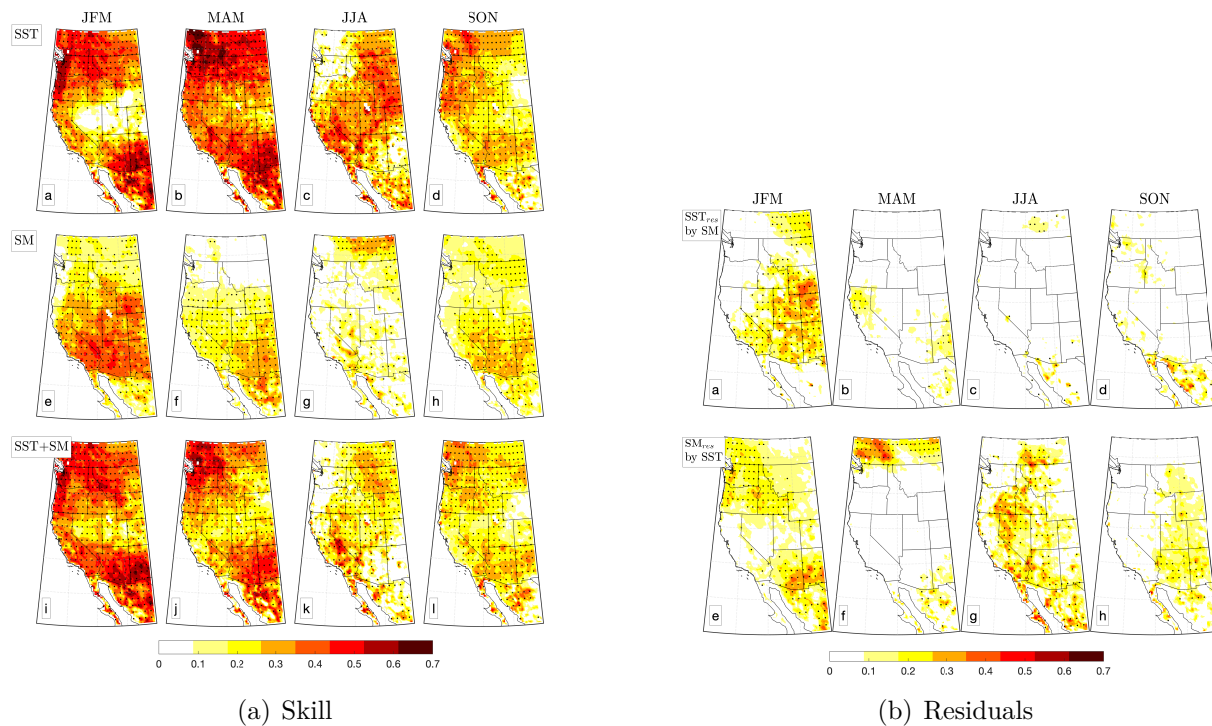 JFM MAM JJA SON
SST
a b c d
SM
e f g h
SST+SM
i j k l
0 0.1 0.2 0.3 0.4 0.5 0.6 0.7
(a) Skill
JFM MAM JJA SON
SST_res
by SM
a b c d
SM_res
by SST
e f g h
0 0.1 0.2 0.3 0.4 0.5 0.6 0.7
(b) Residuals